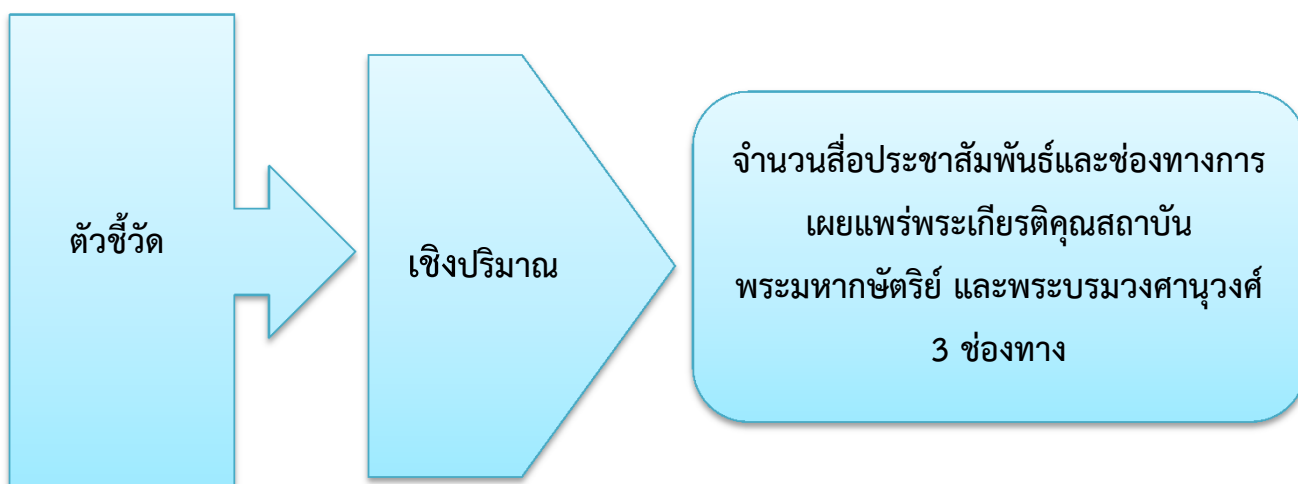 ตัวชี้วัด
เชิงปริมาณ
จำนวนสื่อประชาสัมพันธ์และช่องทางการ
เผยแพร่พระเกียรติคุณสถาบัน
พระมหากษัตริย์ และพระบรมวงศานุวงศ์
3 ช่องทาง